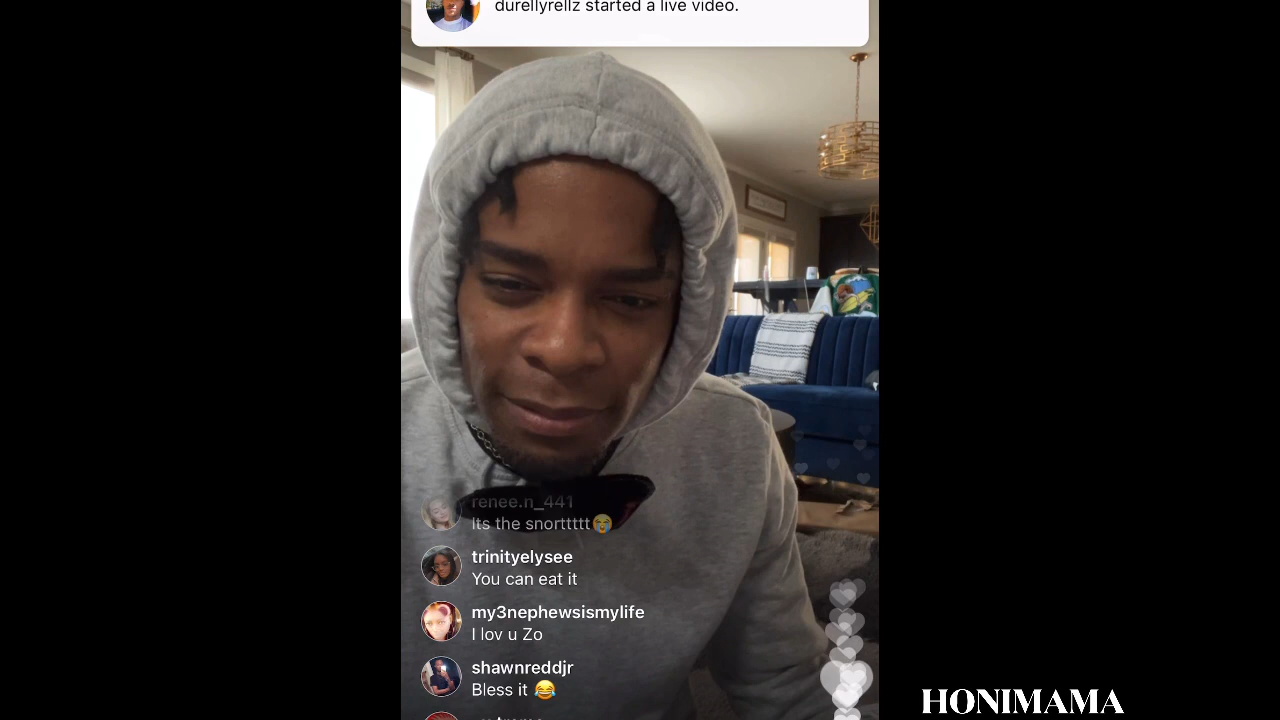 durellyrellz started a live video.
renee.n_441
Its the snorttttt😭
trinityelysee
You can eat it
my3nephewsismylife
I lov u Zo
shawnreddjr
Bless it 😂
HONIMAMA